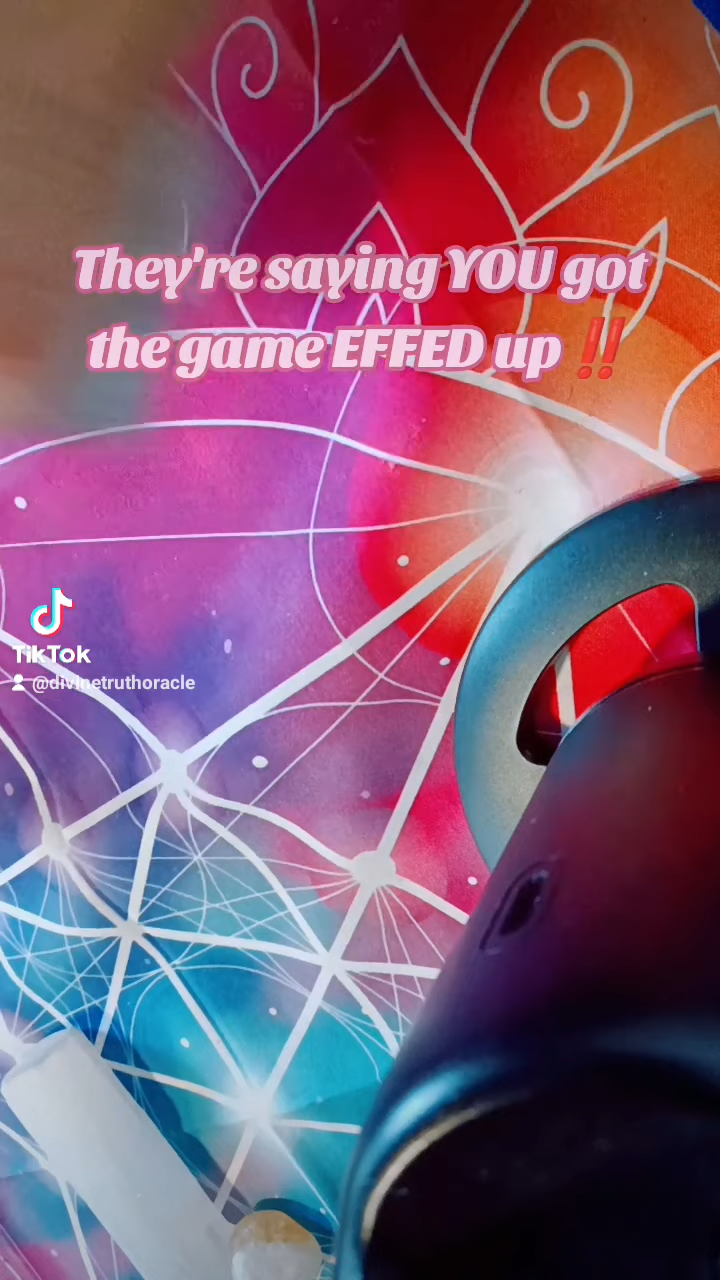 They're saying YOU got
the game EFFED up ‼️
TikTok
@divinetruthoracle